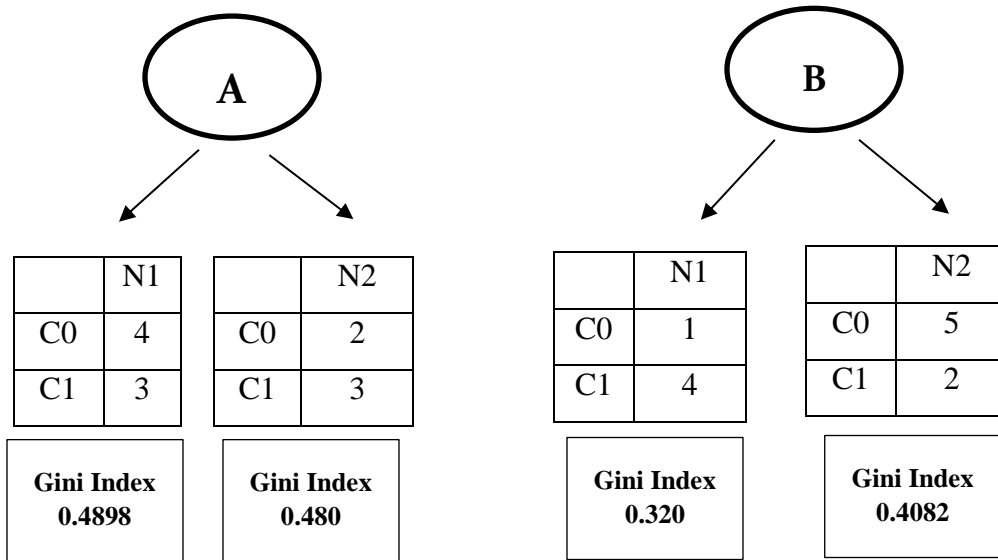 A
B
N1
C0 4
C1 3
Gini Index
0.4898
N2
C0 2
C1 3
Gini Index
0.480
N1
C0 1
C1 4
Gini Index
0.320
N2
C0 5
C1 2
Gini Index
0.4082